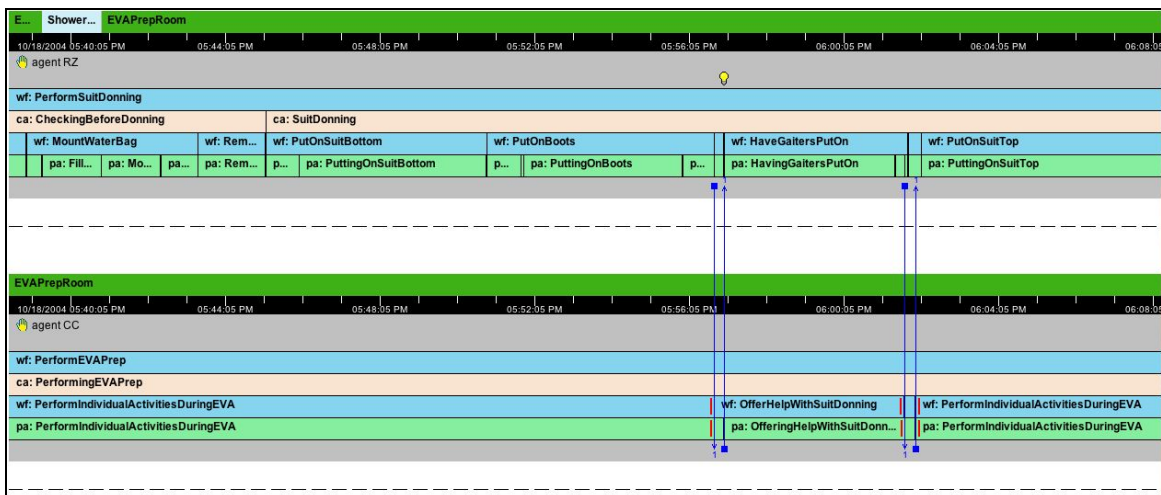 E... Shower... EVAPrepRoom
10/18/2004 05:40:05 PM 05:44:05 PM 05:48:05 PM 05:52:05 PM 05:56:05 PM 06:00:05 PM 06:04:05 PM 06:08:05
agent RZ
wf: PerformSuitDonning
ca: CheckingBeforeDonning ca: SuitDonning
wf: MountWaterBag wf: Rem... wf: PutOnSuitBottom wf: PutOnBoots wf: HaveGaitersPutOn wf: PutOnSuitTop
pa: Fill... pa: Mo... pa... pa: Rem... p... pa: PuttingOnSuitBottom p... pa: PuttingOnBoots p... pa: HavingGaitersPutOn pa: PuttingOnSuitTop
1 1
EVAPrepRoom
10/18/2004 05:40:05 PM 05:44:05 PM 05:48:05 PM 05:52:05 PM 05:56:05 PM 06:00:05 PM 06:04:05 PM 06:08:05
agent CC
wf: PerformEVAPrep
ca: PerformingEVAPrep
wf: PerformIndividualActivitiesDuringEVA wf: OfferHelpWithSuitDonning wf: PerformIndividualActivitiesDuringEVA
pa: PerformIndividualActivitiesDuringEVA pa: OfferingHelpWithSuitDonn... pa: PerformIndividualActivitiesDuringEVA
1 1